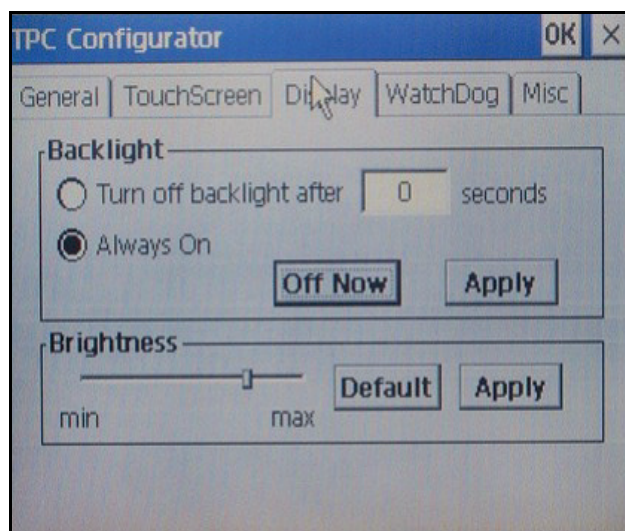 TPC Configurator OK ×
General TouchScreen Display WatchDog Misc
Backlight
Turn off backlight after 0 seconds
Always On
Off Now Apply
Brightness
Default Apply
min max